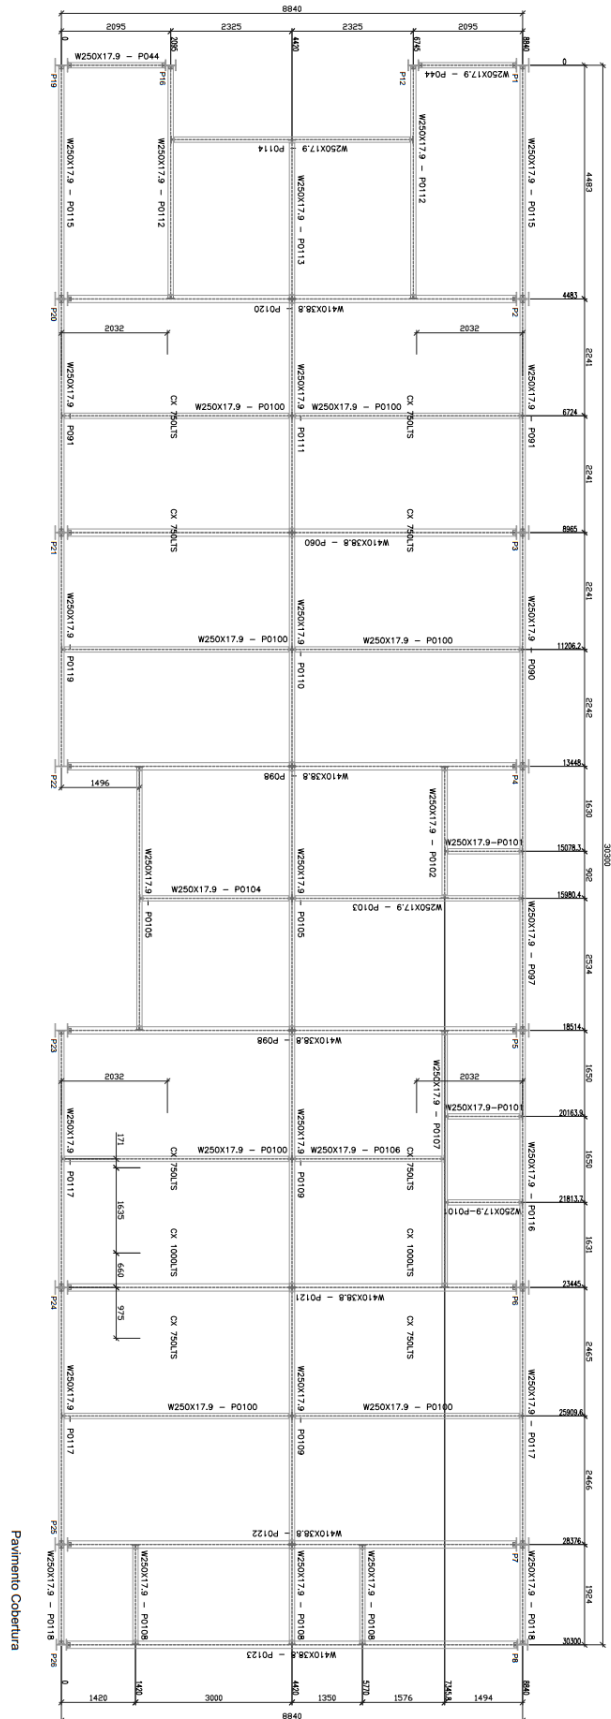 8840
2095
2325
2325
2095
0
2095
4420
6745
8840
0
W250X17.9 - P044
W250X17.9 - P044
P19
P16
P12
P1
W250X17.9 - P0115
W250X17.9 - P0112
W250X17.9 - P0114
W250X17.9 - P0113
W250X17.9 - P0112
W250X17.9 - P0115
4483
P20
W410X38.8 - P0120
P2
4483
2032
2032
2241
W250X17.9 - P091
CX 750LTS
W250X17.9 - P0100
W250X17.9 - P0111
W250X17.9 - P0100
CX 750LTS
W250X17.9 - P091
6724
2241
CX 750LTS
CX 750LTS
P21
W410X38.8 - P060
P3
8965
2241
W250X17.9 - P0119
W250X17.9 - P0100
W250X17.9 - P0110
W250X17.9 - P0100
W250X17.9 - P090
11206.2
2242
P22
W410X38.8 - P098
P4
13448
1496
1630
W250X17.9 - P0102
W250X17.9-P0101
15078.3
30300
902
W250X17.9 - P0105
W250X17.9 - P0104
W250X17.9 - P0105
W250X17.9 - P0103
W250X17.9 - P097
15980.4
2534
P23
W410X38.8 - P098
P5
18514
2032
2032
1650
W250X17.9 - P0107
W250X17.9-P0101
20163.9
171
W250X17.9 - P0117
CX 750LTS
W250X17.9 - P0100
W250X17.9 - P0109
W250X17.9 - P0106
CX 750LTS
W250X17.9 - P0116
1650
1635
W250X17.9-P0101
21813.7
CX 1000LTS
CX 1000LTS
660
1631
P24
W410X38.8 - P0121
P6
23445
975
CX 750LTS
CX 750LTS
2465
W250X17.9 - P0117
W250X17.9 - P0100
W250X17.9 - P0109
W250X17.9 - P0100
W250X17.9 - P0117
25909.6
2466
P25
W410X38.8 - P0122
P7
28376
W250X17.9 - P0118
W250X17.9 - P0108
W250X17.9 - P0108
W250X17.9 - P0108
W250X17.9 - P0118
1924
P26
W410X38.8 - P0123
P8
30300
0
1420
4420
5770
7345.8
8840
1420
3000
1350
1576
1494
8840
Pavimento Cobertura